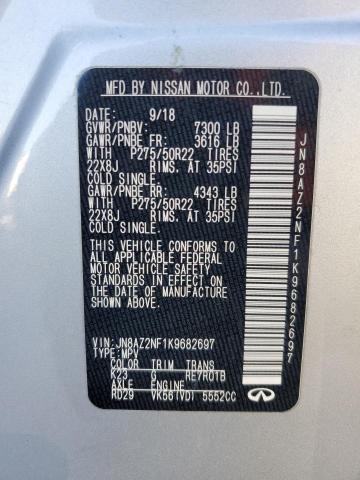 MFD BY NISSAN MOTOR CO.,LTD.
DATE: 9/18
GVWR/PNBV: 7300 LB
GAWR/PNBE FR: 3616 LB
WITH P275/50R22 TIRES
22X8J RIMS. AT 35PSI
COLD SINGLE.
GAWR/PNBE RR: 4343 LB
WITH P275/50R22 TIRES
22X8J RIMS. AT 35PSI
COLD SINGLE.
THIS VEHICLE CONFORMS TO
ALL APPLICABLE FEDERAL
MOTOR VEHICLE SAFETY
STANDARDS IN EFFECT ON
THE DATE OF MANUFACTURE
SHOWN ABOVE.
VIN: JN8AZ2NF1K9682697
TYPE: MPV
COLOR TRIM TRANS
K23 G RE7R01B
AXLE ENGINE
RD29 VK56(VD) 5552CC
JN8AZ2NF1K9682697